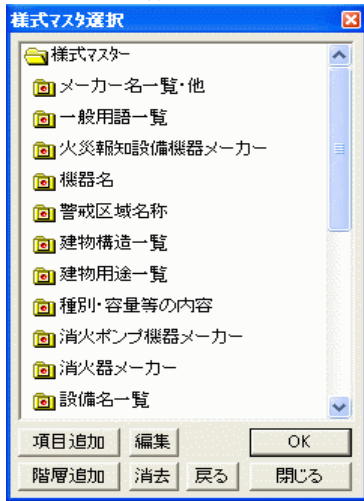 様式マスタ選択
様式マスター
メーカー名一覧・他
一般用語一覧
火災報知設備機器メーカー
機器名
警戒区域名称
建物構造一覧
建物用途一覧
種別・容量等の内容
消火ポンプ機器メーカー
消火器メーカー
設備名一覧
項目追加 編集 OK
階層追加 消去 戻る 閉じる